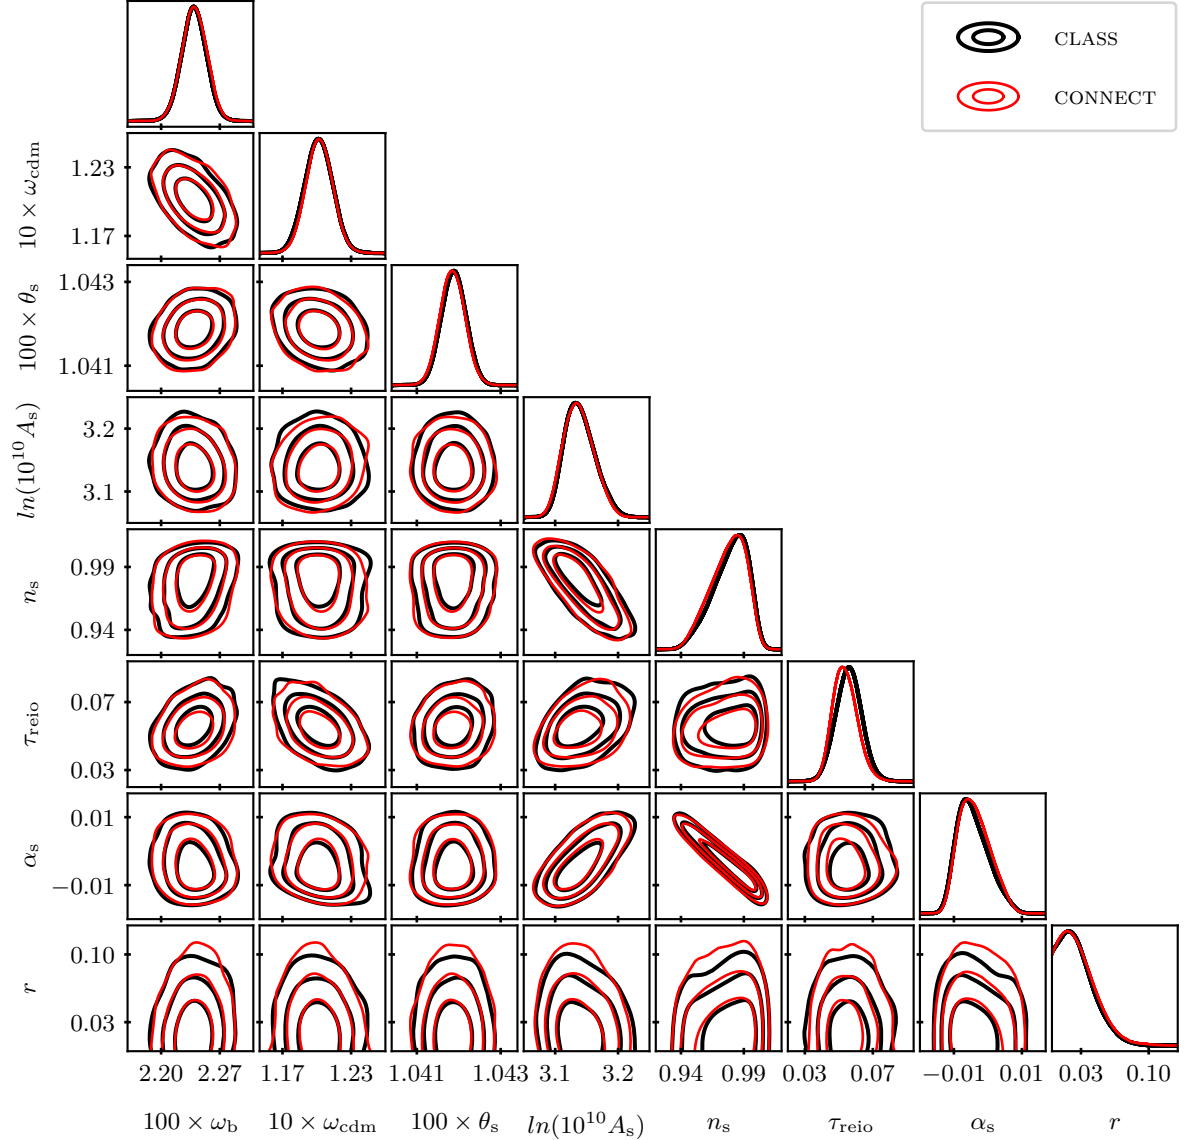 CLASS
CONNECT
10 × ω_cdm
1.23
1.17
100 × θ_s
1.043
1.041
ln(10^10 A_s)
3.2
3.1
n_s
0.99
0.94
τ_reio
0.07
0.03
α_s
0.01
−0.01
r
0.10
0.03
2.20 2.27 1.17 1.23 1.041 1.043 3.1 3.2 0.94 0.99 0.03 0.07 −0.01 0.01 0.03 0.10
100 × ω_b 10 × ω_cdm 100 × θ_s ln(10^10 A_s) n_s τ_reio α_s r